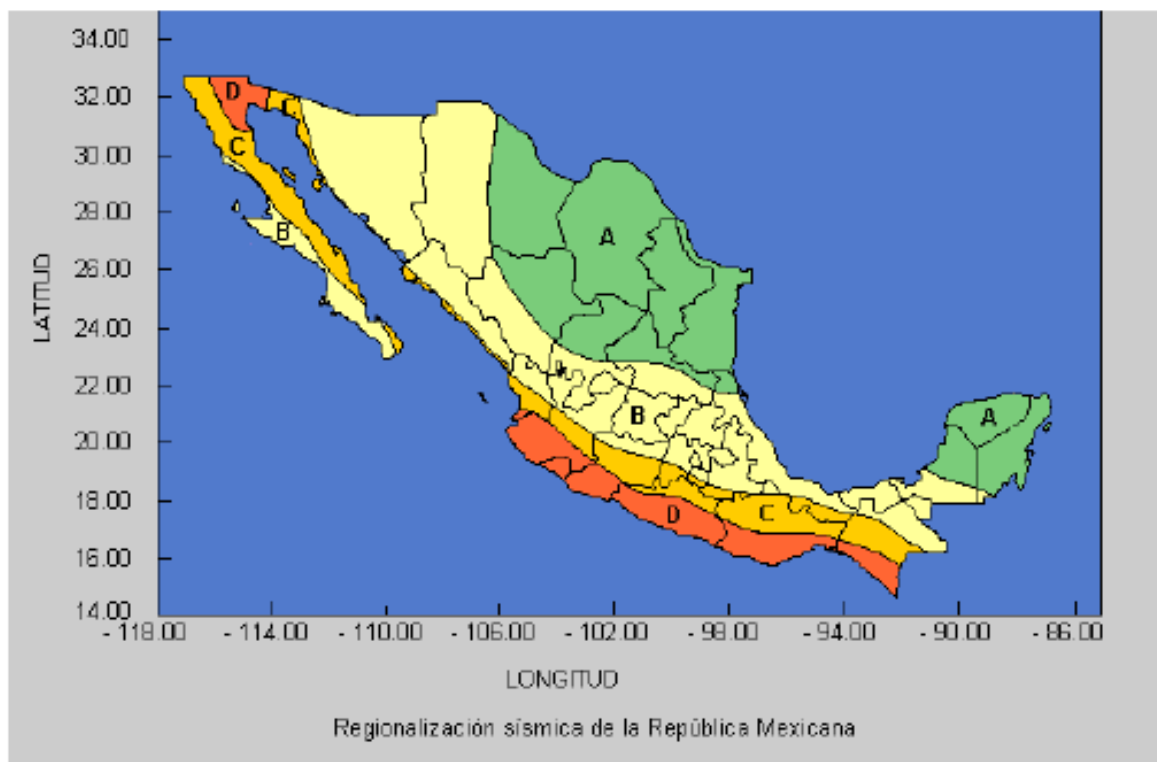 34.00
32.00
30.00
28.00
26.00
24.00
22.00
20.00
18.00
16.00
14.00
LATITUD
D
C
C
B
A
A
B
D
C
- 118.00 - 114.00 - 110.00 - 106.00 - 102.00 - 98.00 - 94.00 - 90.00 - 86.00
LONGITUD
Regionalización sísmica de la República Mexicana